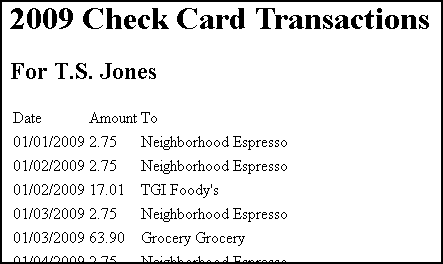 2009 Check Card Transactions
For T.S. Jones
Date Amount To
01/01/2009 2.75 Neighborhood Espresso
01/02/2009 2.75 Neighborhood Espresso
01/02/2009 17.01 TGI Foody's
01/03/2009 2.75 Neighborhood Espresso
01/03/2009 63.90 Grocery Grocery
01/04/2009 2.75 Neighborhood Espresso